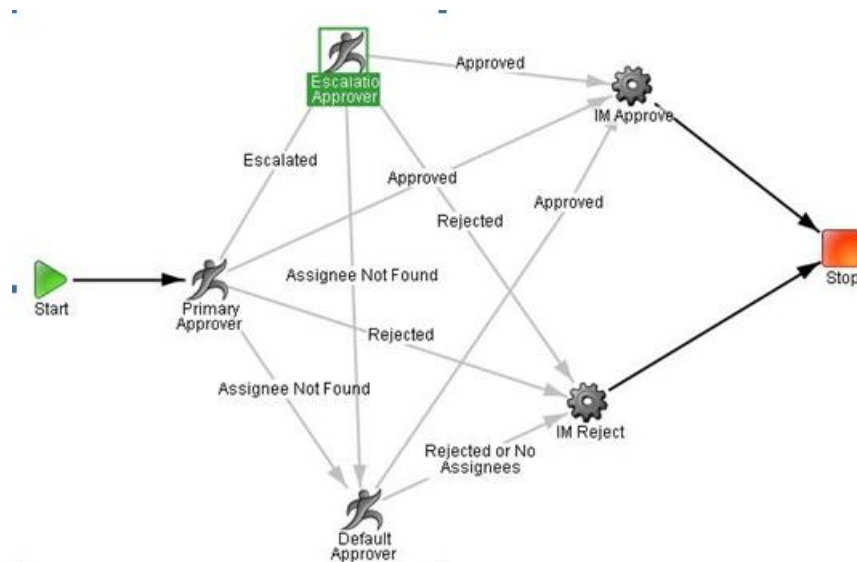 Escalatio
Approver
Approved
IM Approve
Escalated
Approved
Approved
Rejected
Start
Primary
Approver
Assignee Not Found
Stop
Rejected
Assignee Not Found
IM Reject
Rejected or No
Assignees
Default
Approver